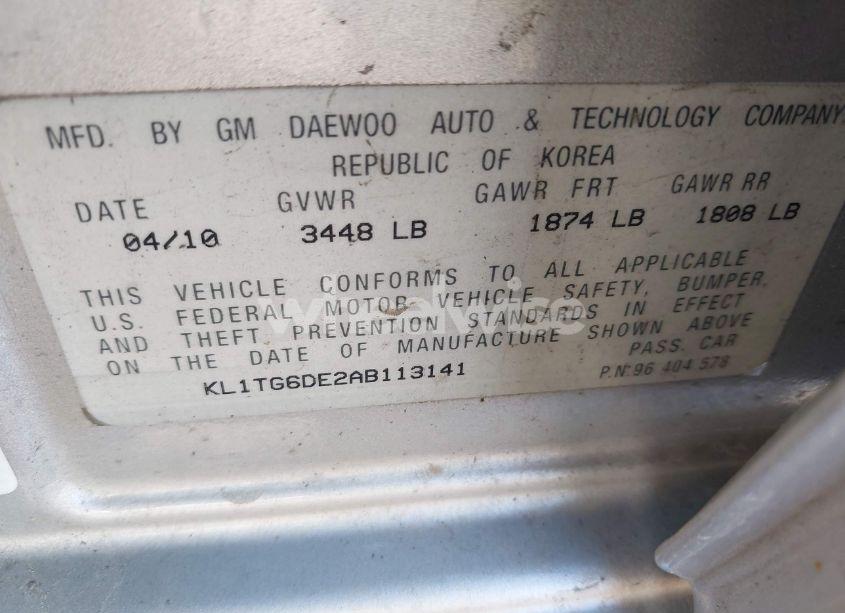 MFD. BY GM DAEWOO AUTO & TECHNOLOGY COMPANY
REPUBLIC OF KOREA
DATE GVWR GAWR FRT GAWR RR
04/10 3448 LB 1874 LB 1808 LB
THIS VEHICLE CONFORMS TO ALL APPLICABLE
U.S. FEDERAL MOTOR VEHICLE SAFETY, BUMPER,
AND THEFT PREVENTION STANDARDS IN EFFECT
ON THE DATE OF MANUFACTURE SHOWN ABOVE
PASS. CAR
KL1TG6DE2AB113141
P.N:96 404 578